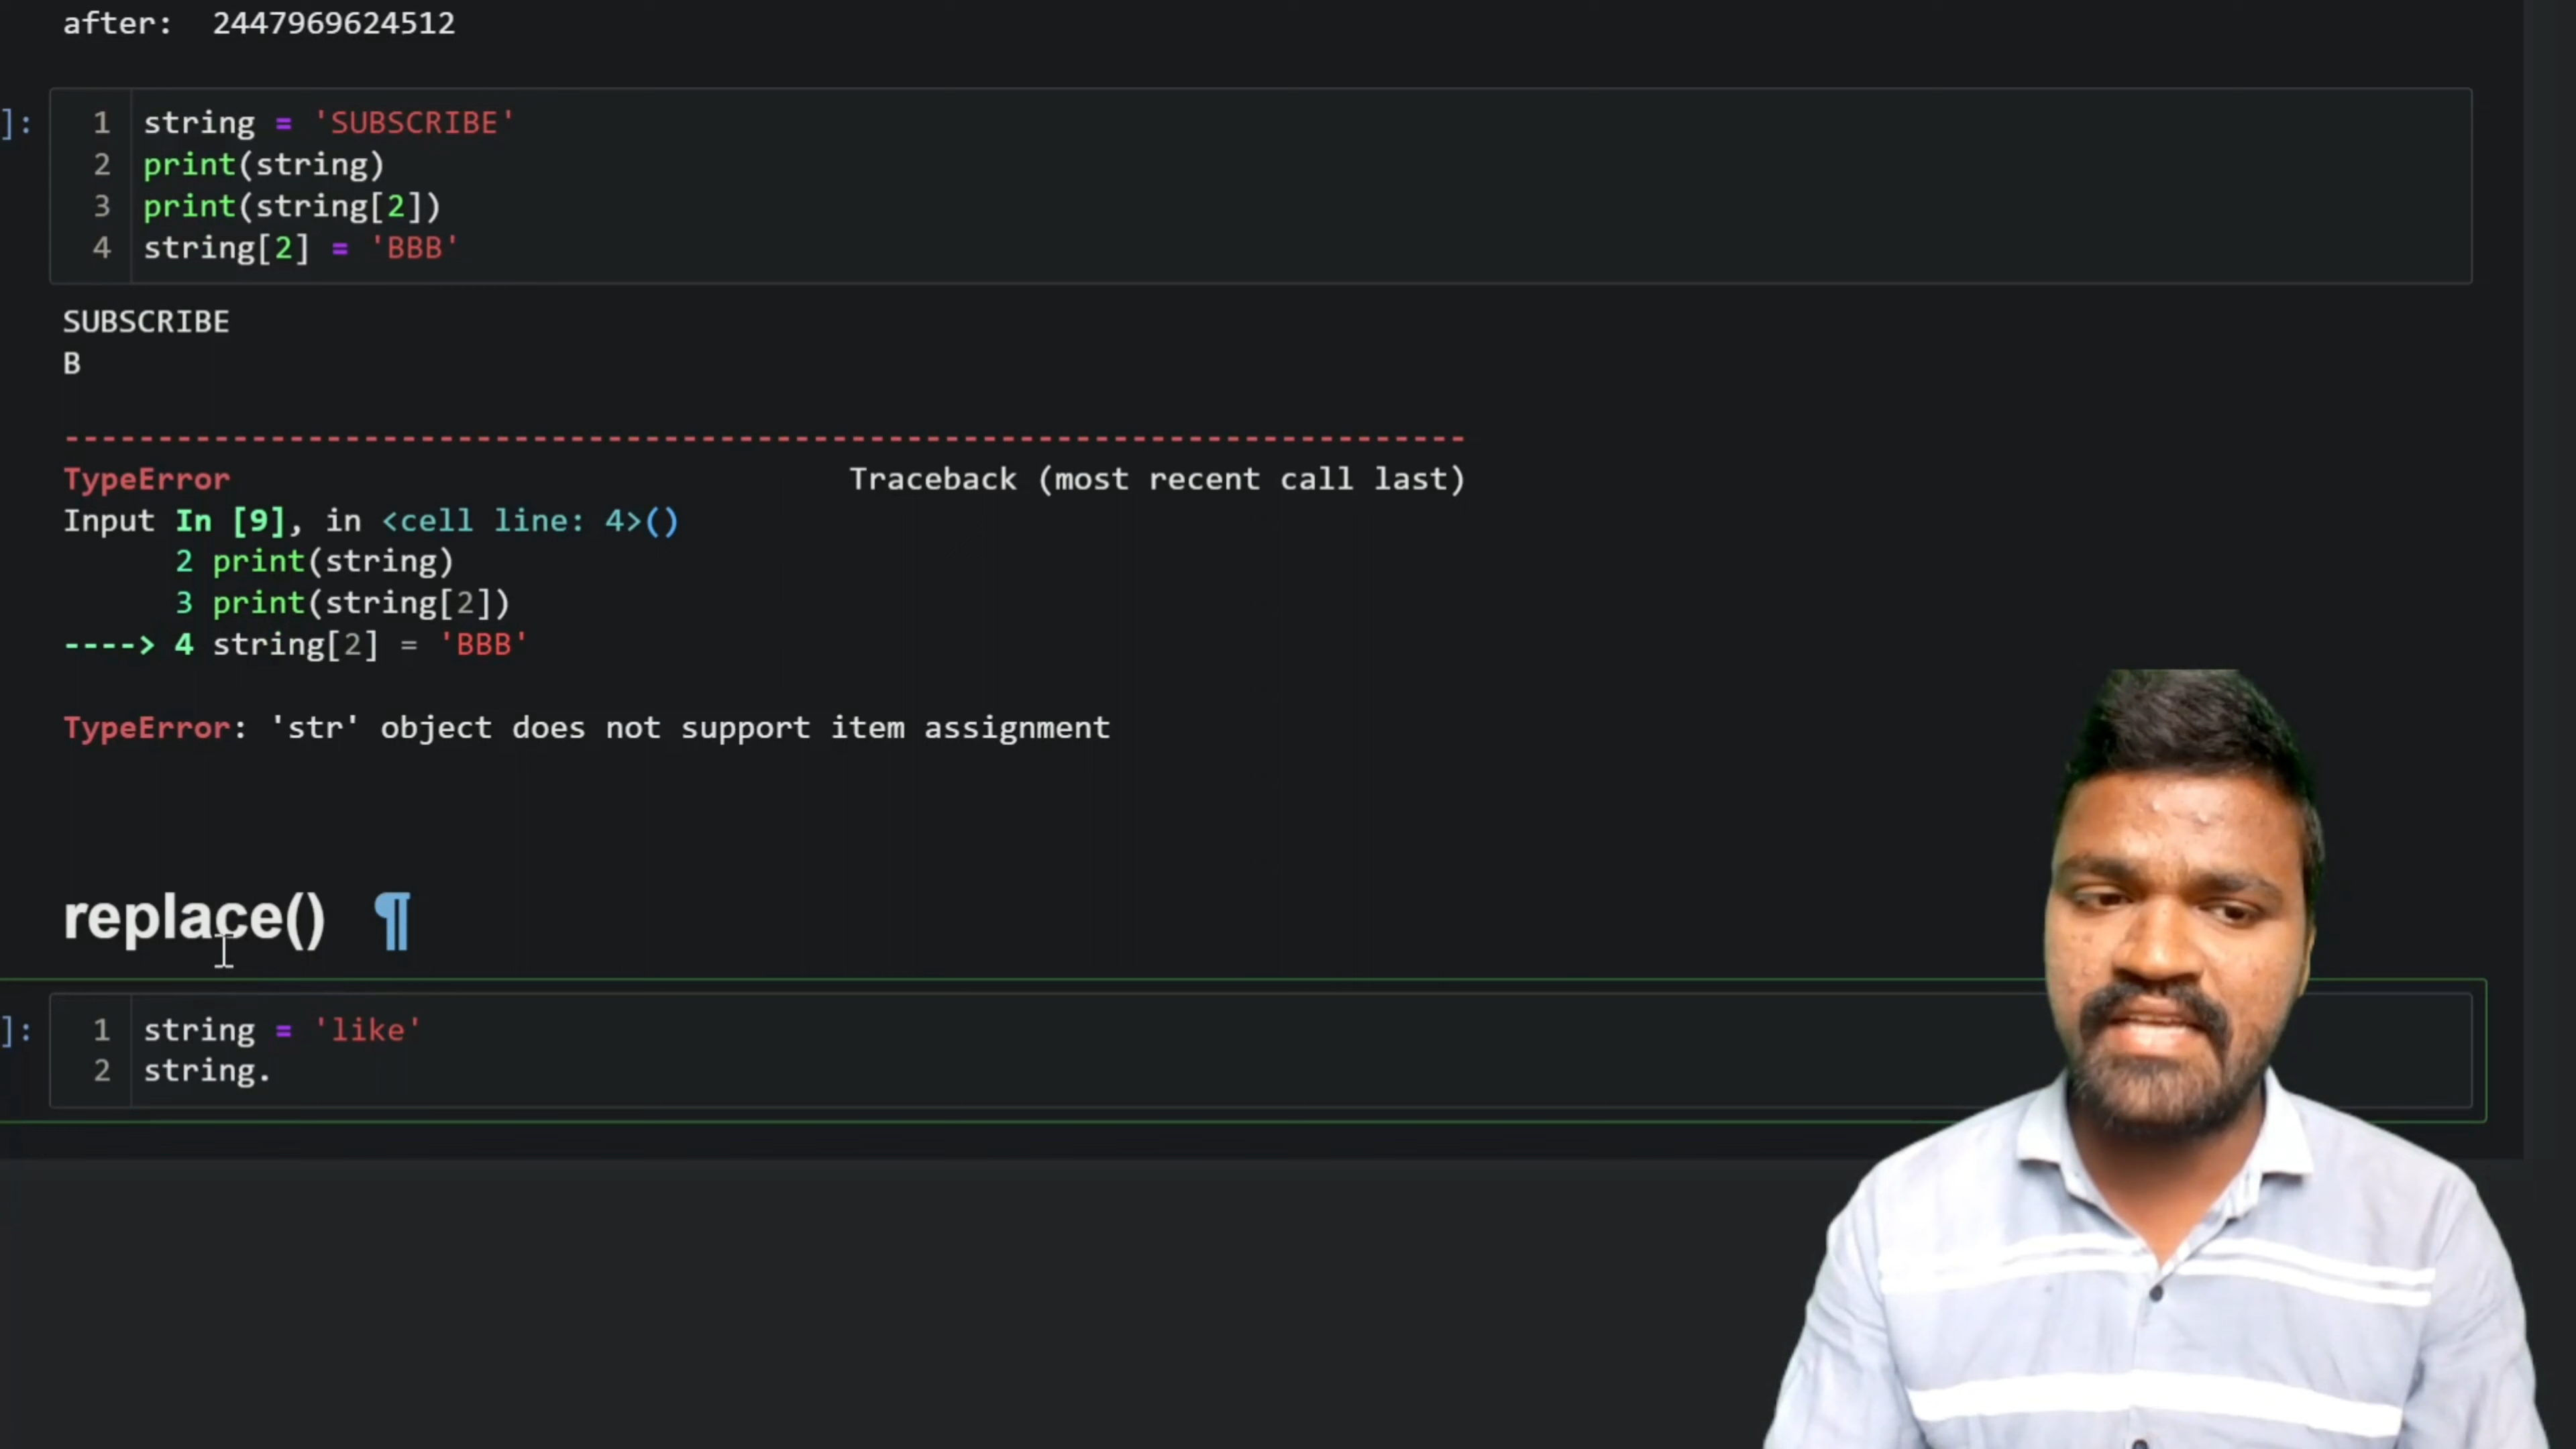 after:  2447969624512
]:
1 string = 'SUBSCRIBE'
2 print(string)
3 print(string[2])
4 string[2] = 'BBB'
SUBSCRIBE
B
---------------------------------------------------------------------------
TypeError                                 Traceback (most recent call last)
Input In [9], in <cell line: 4>()
      2 print(string)
      3 print(string[2])
----> 4 string[2] = 'BBB'
TypeError: 'str' object does not support item assignment
replace() ¶
]:
1 string = 'like'
2 string.